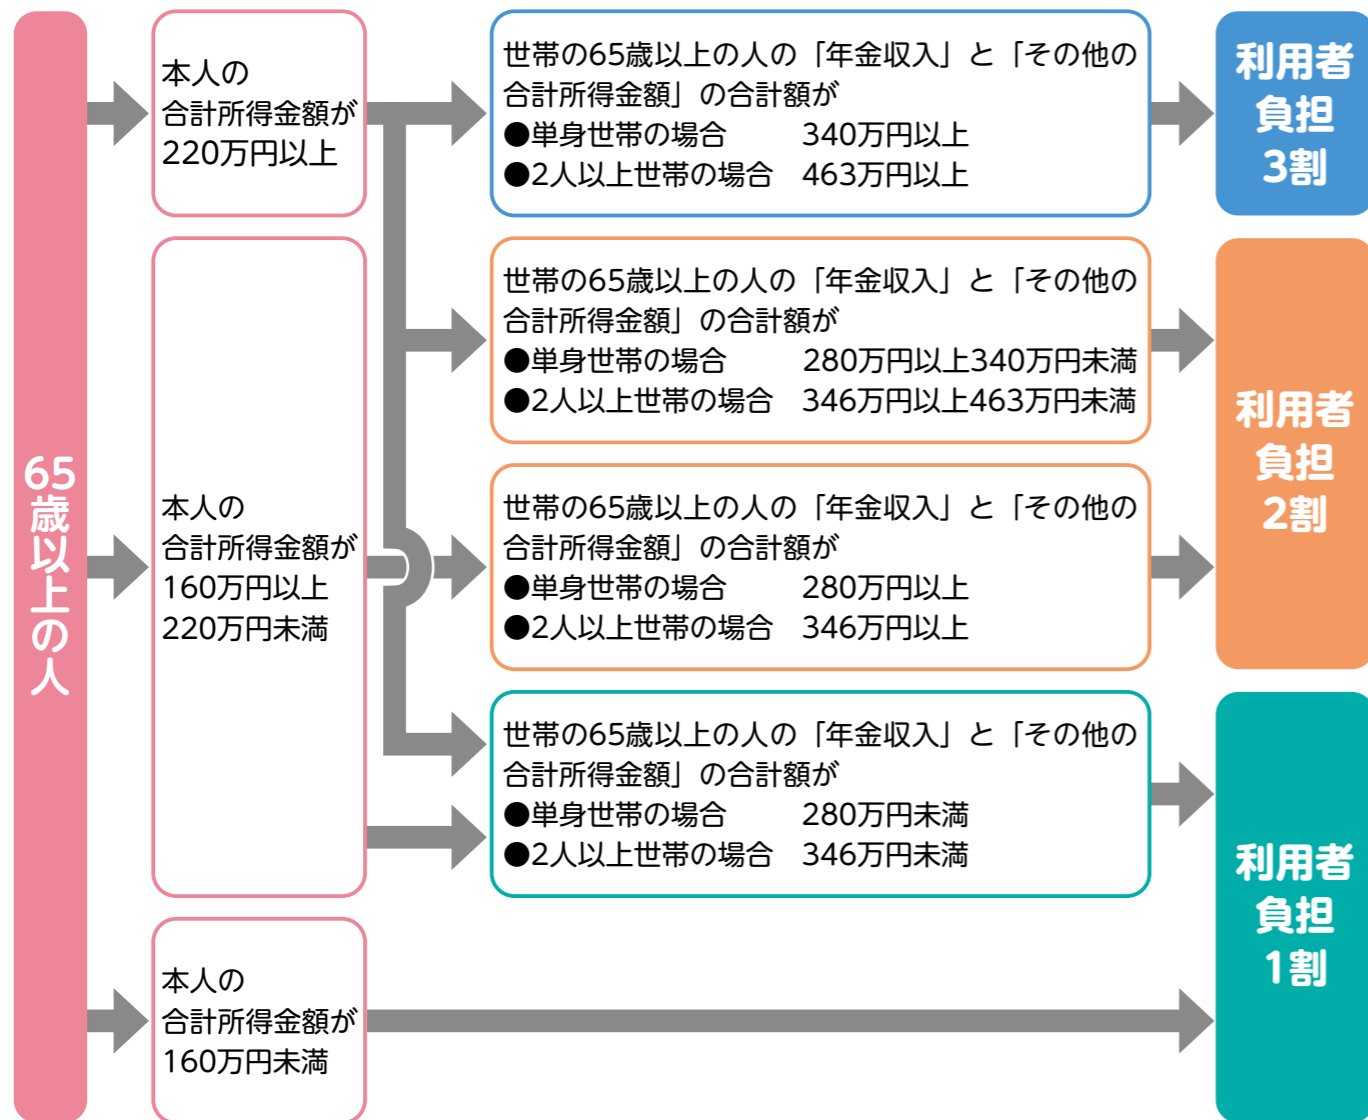 65歳以上の人
本人の
合計所得金額が
220万円以上
世帯の65歳以上の人の「年金収入」と「その他の
合計所得金額」の合計額が
●単身世帯の場合　340万円以上
●2人以上世帯の場合　463万円以上
利用者
負担
3割
世帯の65歳以上の人の「年金収入」と「その他の
合計所得金額」の合計額が
●単身世帯の場合　280万円以上340万円未満
●2人以上世帯の場合　346万円以上463万円未満
利用者
負担
2割
本人の
合計所得金額が
160万円以上
220万円未満
世帯の65歳以上の人の「年金収入」と「その他の
合計所得金額」の合計額が
●単身世帯の場合　280万円以上
●2人以上世帯の場合　346万円以上
世帯の65歳以上の人の「年金収入」と「その他の
合計所得金額」の合計額が
●単身世帯の場合　280万円未満
●2人以上世帯の場合　346万円未満
利用者
負担
1割
本人の
合計所得金額が
160万円未満